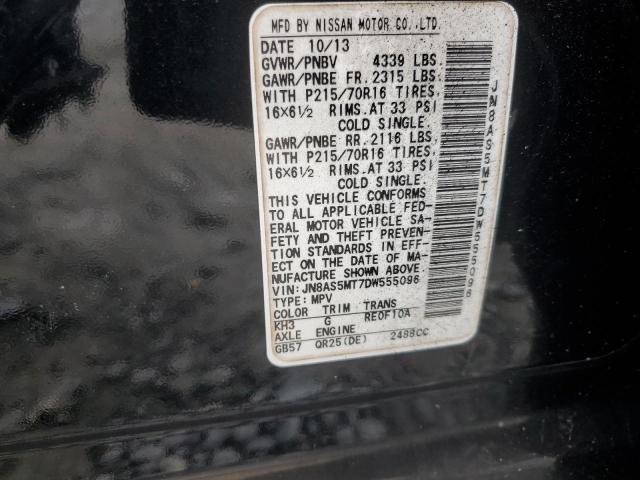 MFD BY NISSAN MOTOR CO.,LTD.
DATE 10/13
GVWR/PNBV 4339 LBS.
GAWR/PNBE FR. 2315 LBS.
WITH P215/70R16 TIRES,
16×6½ RIMS.AT 33 PSI
COLD SINGLE.
GAWR/PNBE RR. 2116 LBS.
WITH P215/70R16 TIRES,
16×6½ RIMS.AT 33 PSI
COLD SINGLE.
THIS VEHICLE CONFORMS
TO ALL APPLICABLE FED-
ERAL MOTOR VEHICLE SA-
FETY AND THEFT PREVEN-
TION STANDARDS IN EFF-
ECT ON THE DATE OF MA-
NUFACTURE SHOWN ABOVE.
VIN:JN8AS5MT7DW555096
TYPE: MPV
COLOR TRIM TRANS
KH3 G RE0F10A
AXLE ENGINE
GB57 QR25(DE) 2488CC
JN8AS5MT7DW555096